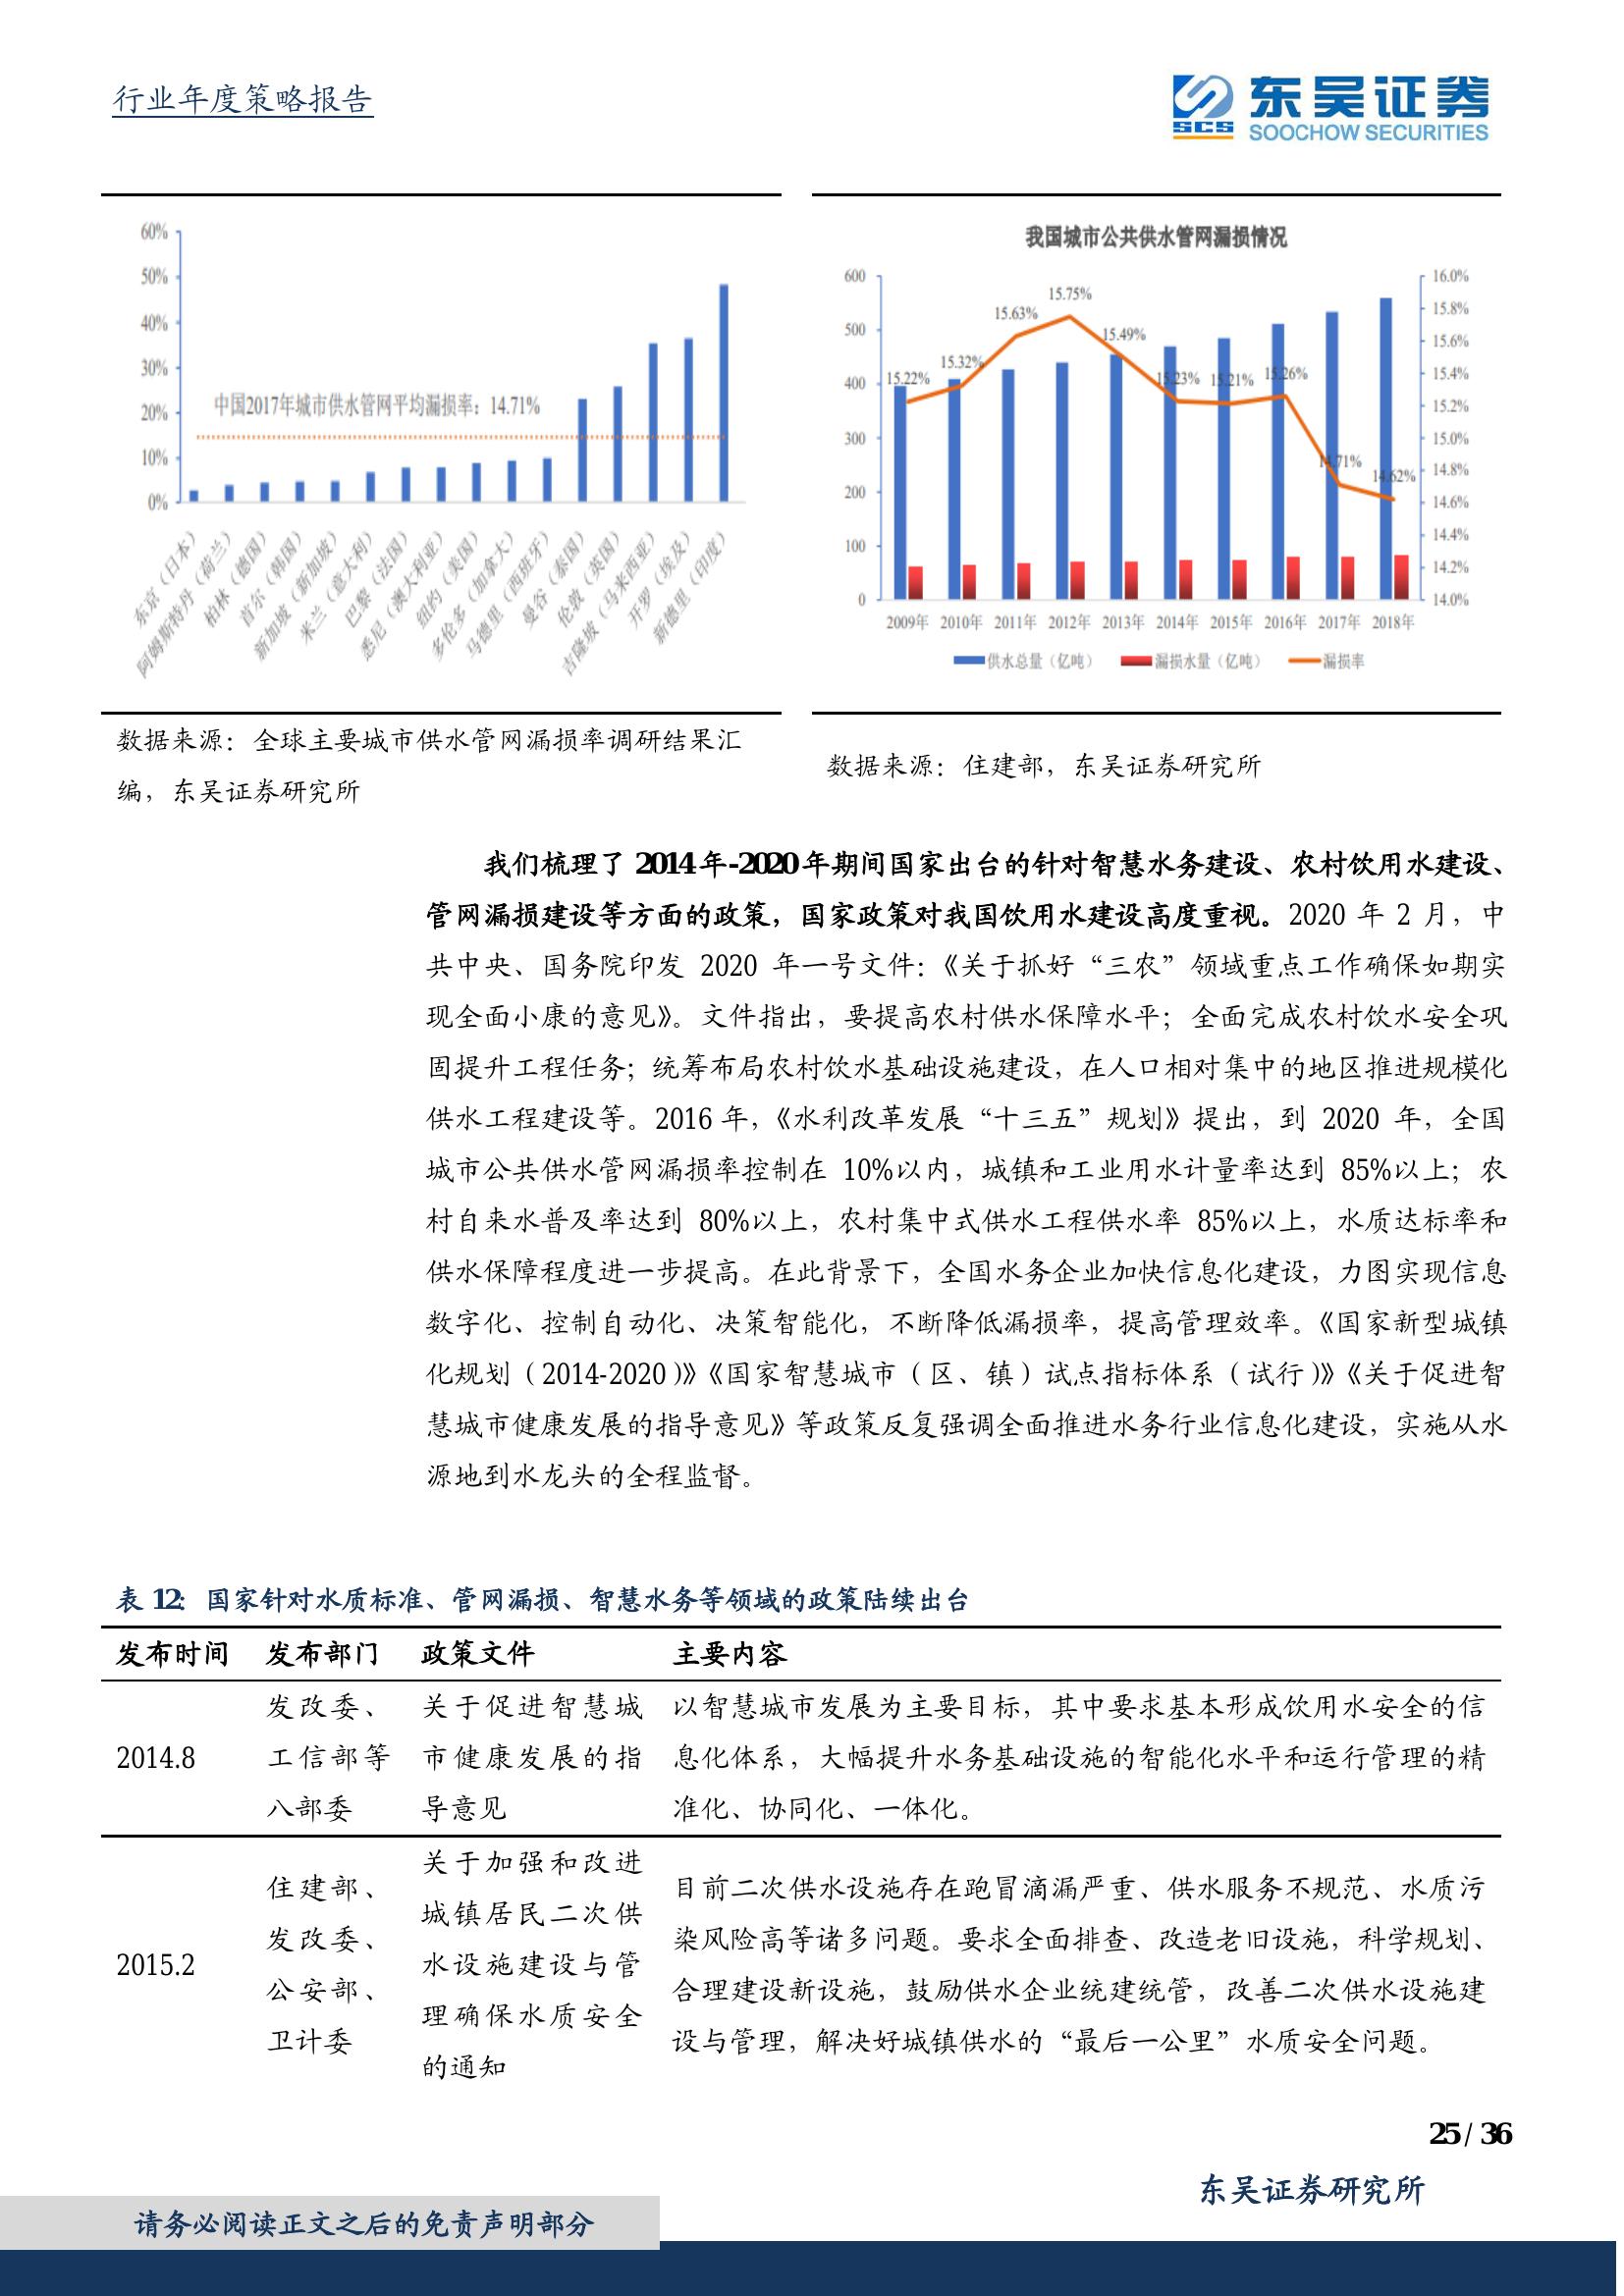 行业年度策略报告
SCS
东吴证券
SOOCHOW SECURITIES
60%
50%
40%
30%
20%
10%
0%
中国2017年城市供水管网平均漏损率：14.71%
东京（日本）
阿姆斯特丹（荷兰）
柏林（德国）
首尔（韩国）
新加坡（新加坡）
米兰（意大利）
巴黎（法国）
悉尼（澳大利亚）
纽约（美国）
多伦多（加拿大）
马德里（西班牙）
曼谷（泰国）
伦敦（英国）
吉隆坡（马来西亚）
开罗（埃及）
新德里（印度）
我国城市公共供水管网漏损情况
600
500
400
300
200
100
0
16.0%
15.8%
15.6%
15.4%
15.2%
15.0%
14.8%
14.6%
14.4%
14.2%
14.0%
15.22%
15.32%
15.63%
15.75%
15.49%
15.23%
15.21%
15.26%
14.71%
14.62%
2009年 2010年 2011年 2012年 2013年 2014年 2015年 2016年 2017年 2018年
供水总量（亿吨） 漏损水量（亿吨） 漏损率
数据来源：全球主要城市供水管网漏损率调研结果汇
编，东吴证券研究所
数据来源：住建部，东吴证券研究所
我们梳理了 2014 年-2020 年期间国家出台的针对智慧水务建设、农村饮用水建设、
管网漏损建设等方面的政策，国家政策对我国饮用水建设高度重视。2020 年 2 月，中
共中央、国务院印发 2020 年一号文件：《关于抓好“三农”领域重点工作确保如期实
现全面小康的意见》。文件指出，要提高农村供水保障水平；全面完成农村饮水安全巩
固提升工程任务；统筹布局农村饮水基础设施建设，在人口相对集中的地区推进规模化
供水工程建设等。2016 年，《水利改革发展“十三五”规划》提出，到 2020 年，全国
城市公共供水管网漏损率控制在 10%以内，城镇和工业用水计量率达到 85%以上；农
村自来水普及率达到 80%以上，农村集中式供水工程供水率 85%以上，水质达标率和
供水保障程度进一步提高。在此背景下，全国水务企业加快信息化建设，力图实现信息
数字化、控制自动化、决策智能化，不断降低漏损率，提高管理效率。《国家新型城镇
化规划（2014-2020）》《国家智慧城市（区、镇）试点指标体系（试行）》《关于促进智
慧城市健康发展的指导意见》等政策反复强调全面推进水务行业信息化建设，实施从水
源地到水龙头的全程监督。
表 12：国家针对水质标准、管网漏损、智慧水务等领域的政策陆续出台
发布时间 发布部门 政策文件 主要内容
2014.8
发改委、
工信部等
八部委
关于促进智慧城
市健康发展的指
导意见
以智慧城市发展为主要目标，其中要求基本形成饮用水安全的信
息化体系，大幅提升水务基础设施的智能化水平和运行管理的精
准化、协同化、一体化。
2015.2
住建部、
发改委、
公安部、
卫计委
关于加强和改进
城镇居民二次供
水设施建设与管
理确保水质安全
的通知
目前二次供水设施存在跑冒滴漏严重、供水服务不规范、水质污
染风险高等诸多问题。要求全面排查、改造老旧设施，科学规划、
合理建设新设施，鼓励供水企业统建统管，改善二次供水设施建
设与管理，解决好城镇供水的“最后一公里”水质安全问题。
25 / 36
东吴证券研究所
请务必阅读正文之后的免责声明部分